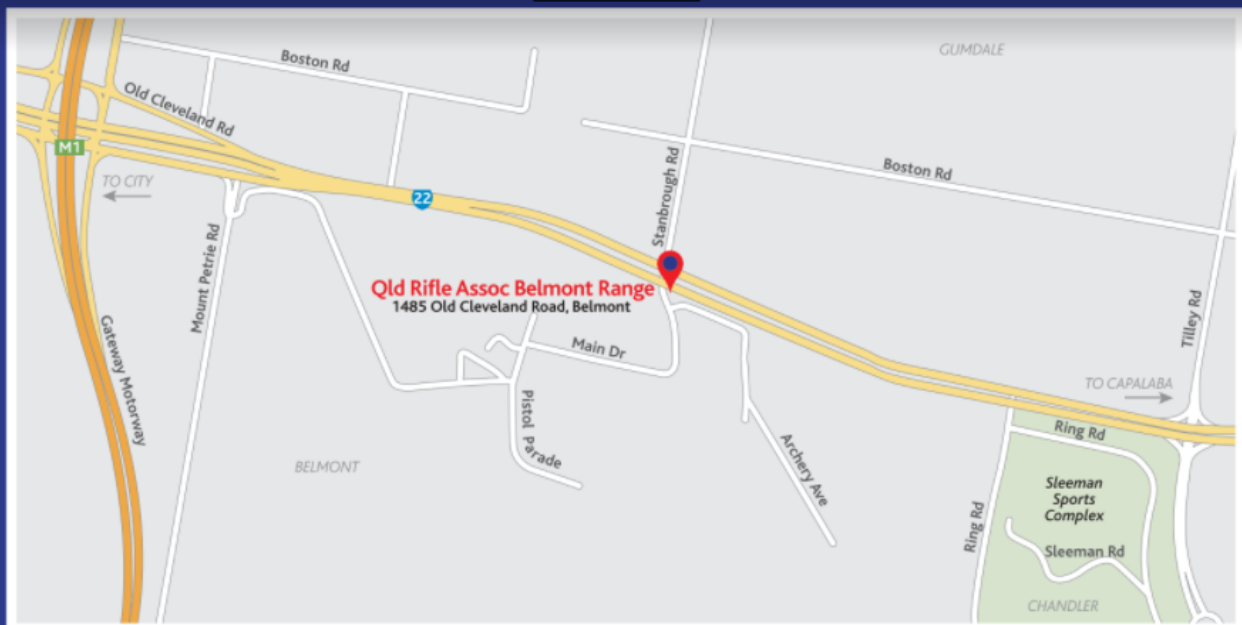 GUMDALE
Boston Rd
Old Cleveland Rd
M1
TO CITY
22
Stanbrough Rd
Boston Rd
Mount Petrie Rd
Qld Rifle Assoc Belmont Range
1485 Old Cleveland Road, Belmont
Gateway Motorway
Main Dr
Tilley Rd
TO CAPALABA
Pistol Parade
Ring Rd
Archery Ave
BELMONT
Sleeman
Sports
Complex
Ring Rd
Sleeman Rd
CHANDLER